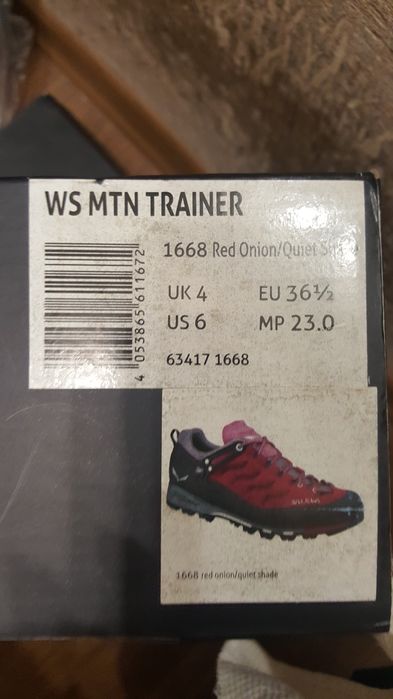 WS MTN TRAINER
1668 Red Onion/Quiet
UK 4 EU 36½
US 6 MP 23.0
63417 1668
4 053865 611672
SALEWA
1668 red onion/quiet shade